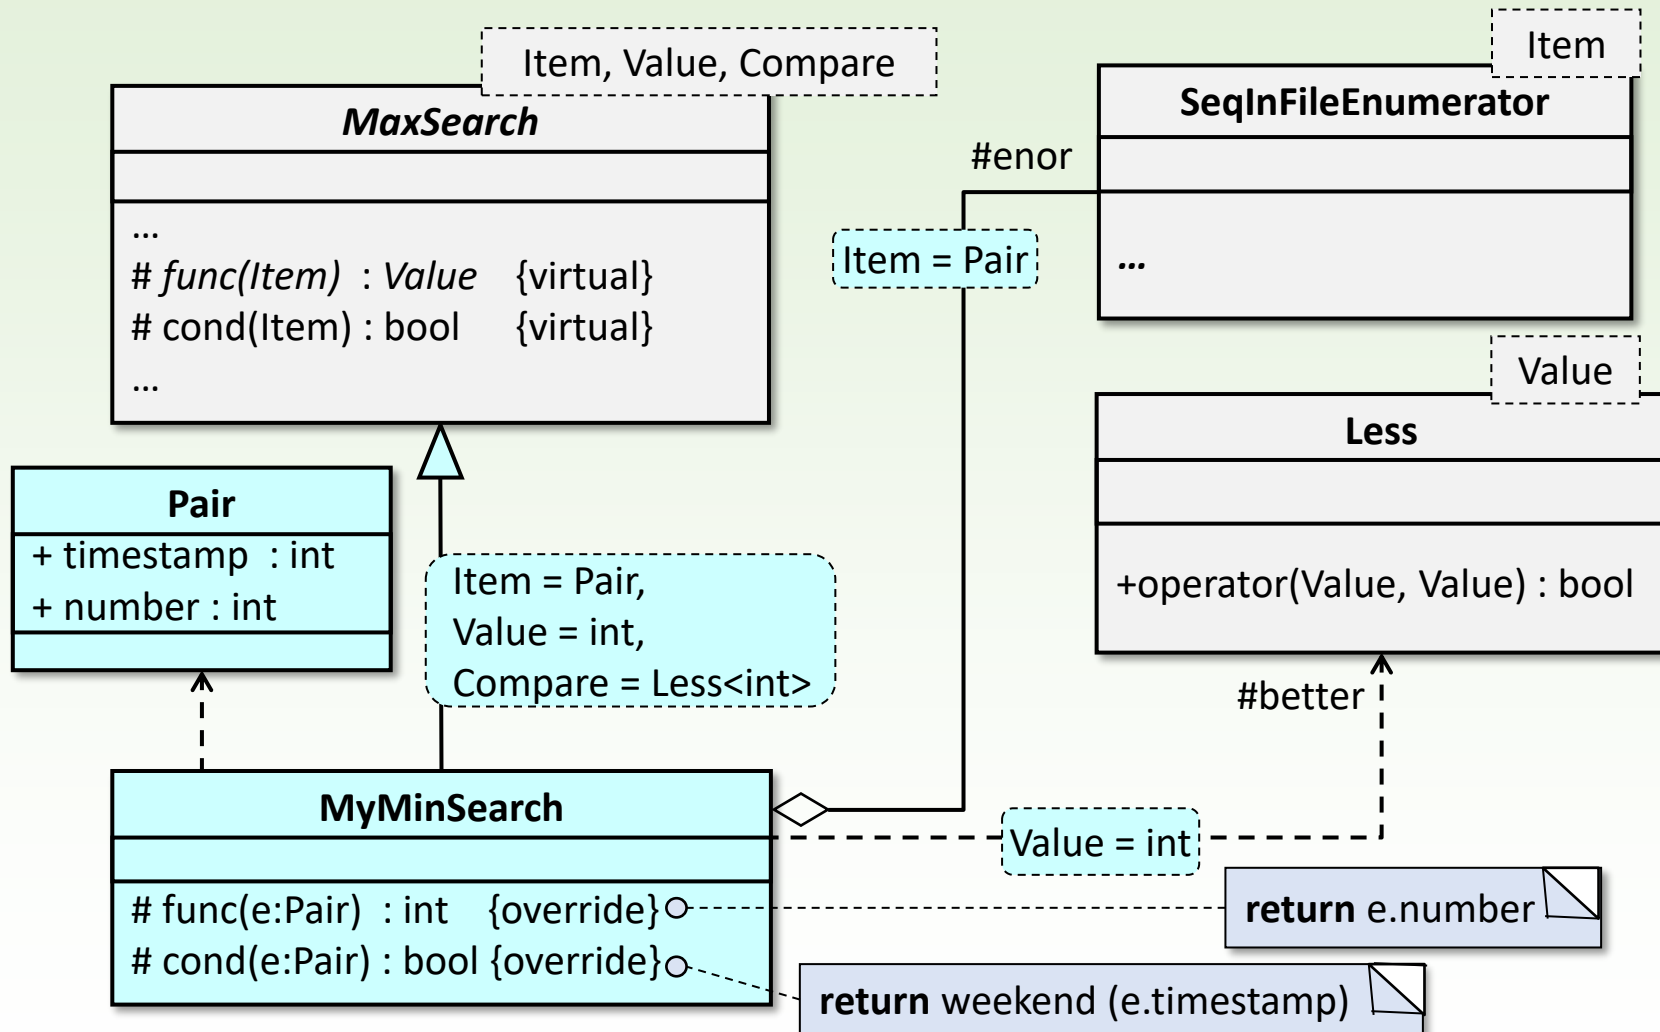 Item, Value, Compare
MaxSearch
...
# func(Item) : Value {virtual}
# cond(Item) : bool {virtual}
...
Item
SeqInFileEnumerator
...
#enor
Item = Pair
Value
Less
+operator(Value, Value) : bool
#better
Pair
+ timestamp : int
+ number : int
Item = Pair,
Value = int,
Compare = Less<int>
MyMinSearch
# func(e:Pair) : int {override}
# cond(e:Pair) : bool {override}
Value = int
return e.number
return weekend (e.timestamp)